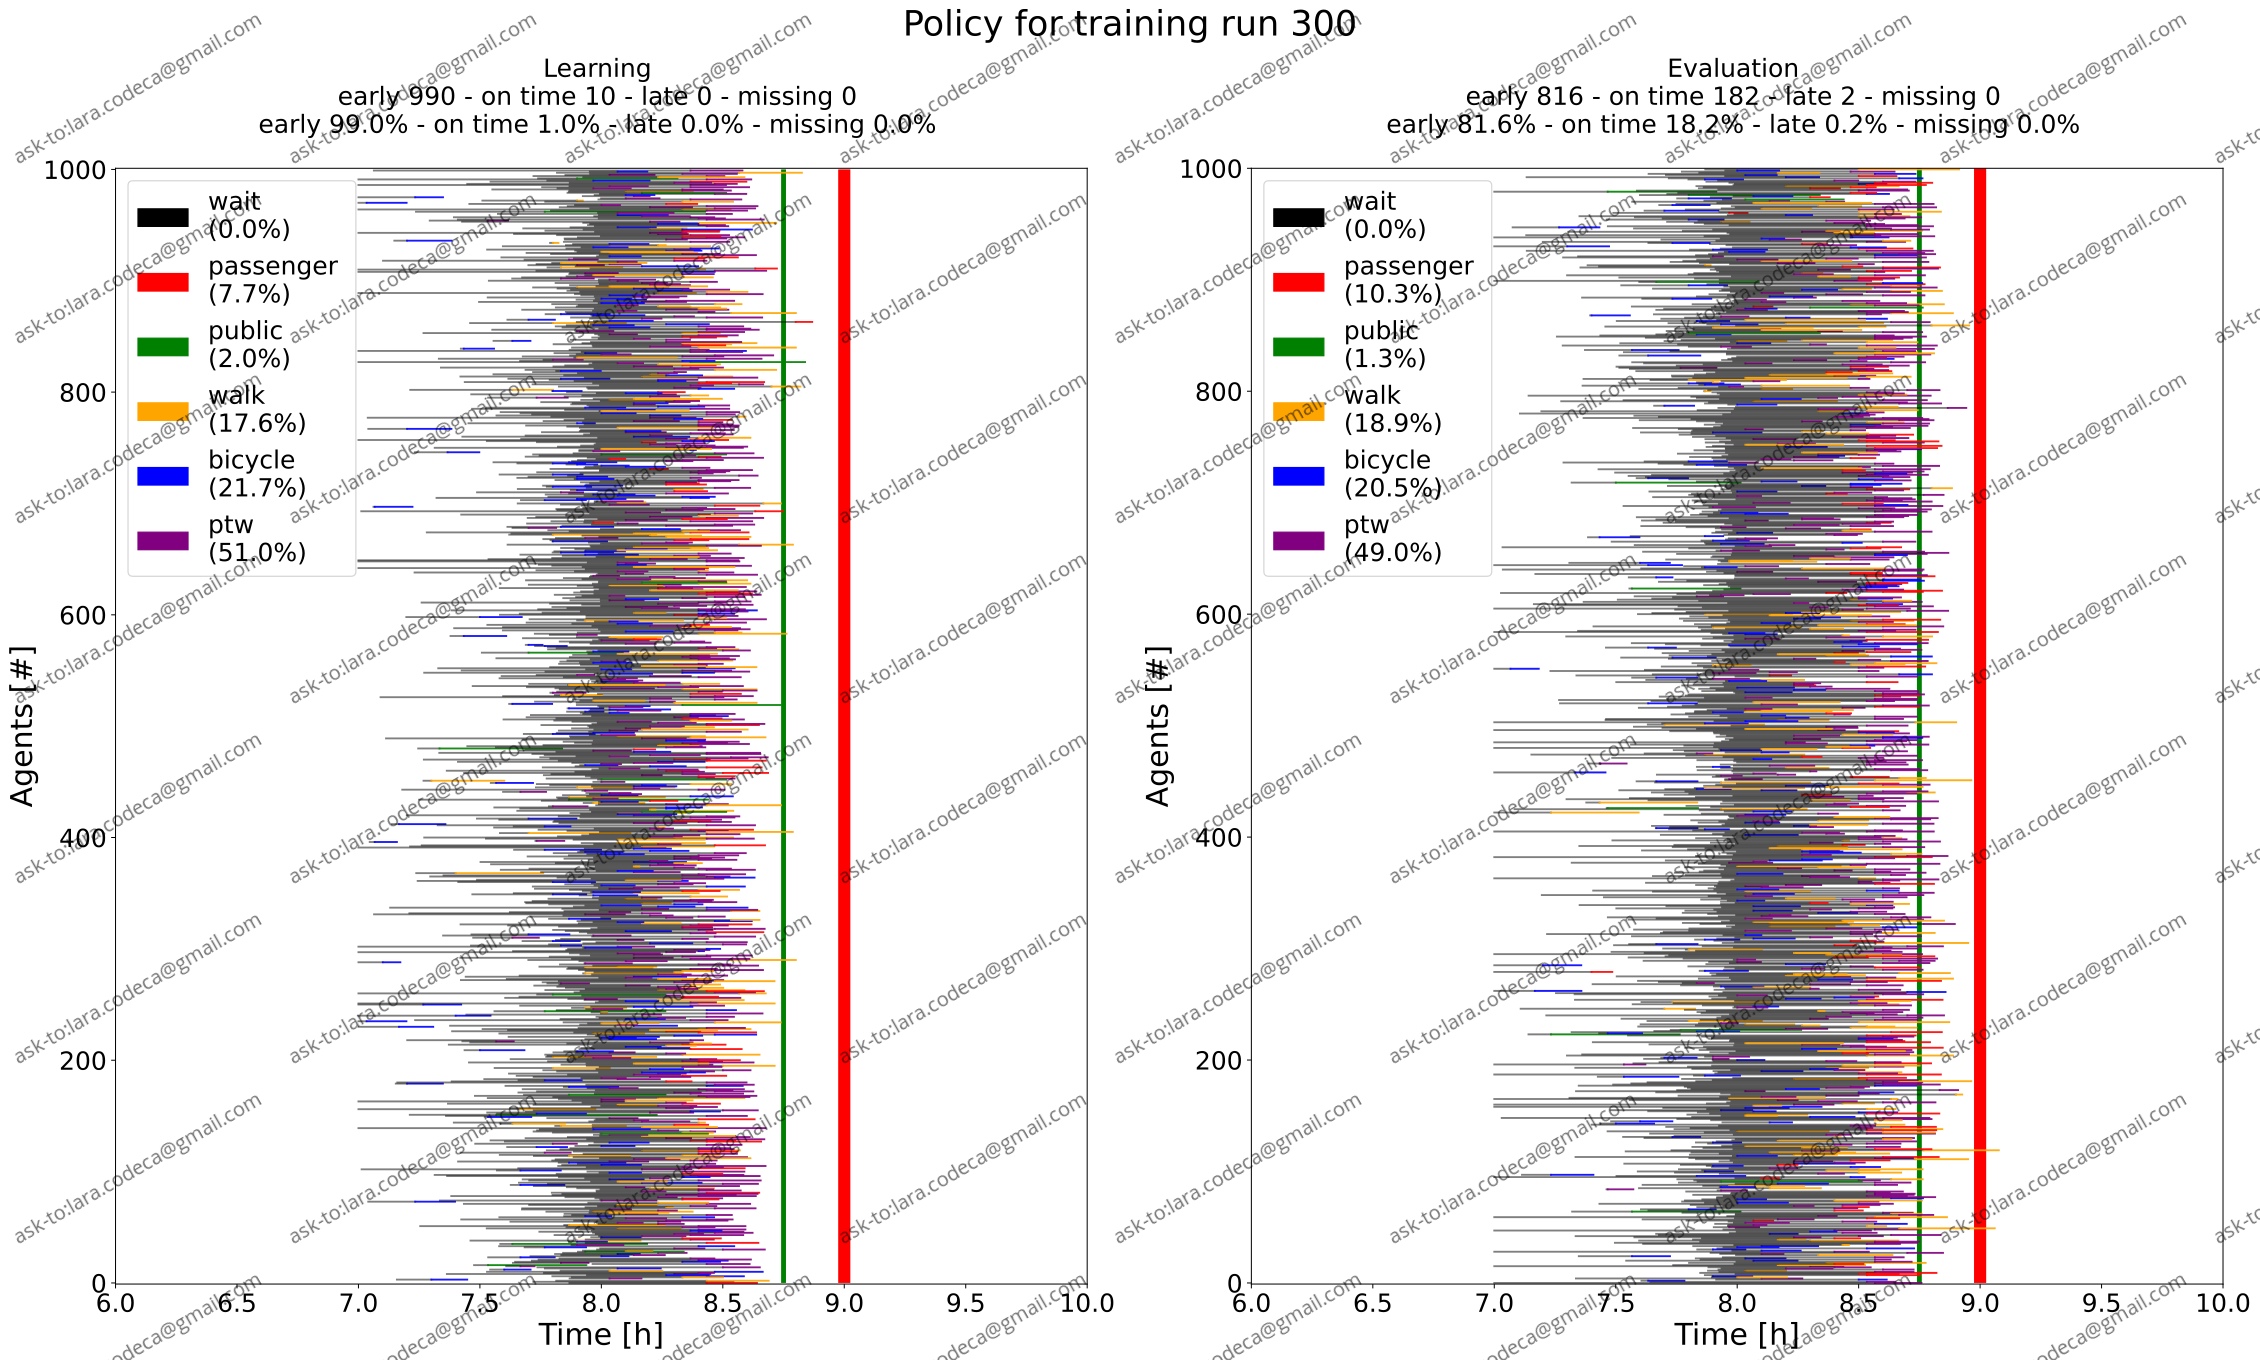 Policy for training run 300
Learning
early 990 - on time 10 - late 0 - missing 0
early 99.0% - on time 1.0% - late 0.0% - missing 0.0%
wait
(0.0%)
passenger
(7.7%)
public
(2.0%)
walk
(17.6%)
bicycle
(21.7%)
ptw
(51.0%)
1000
800
600
400
200
0
Agents [#]
6.0 6.5 7.0 7.5 8.0 8.5 9.0 9.5 10.0
Time [h]
Evaluation
early 816 - on time 182 - late 2 - missing 0
early 81.6% - on time 18.2% - late 0.2% - missing 0.0%
wait
(0.0%)
passenger
(10.3%)
public
(1.3%)
walk
(18.9%)
bicycle
(20.5%)
ptw
(49.0%)
1000
800
600
400
200
0
Agents [#]
6.0 6.5 7.0 7.5 8.0 8.5 9.0 9.5 10.0
Time [h]
ask-to:lara.codeca@gmail.com